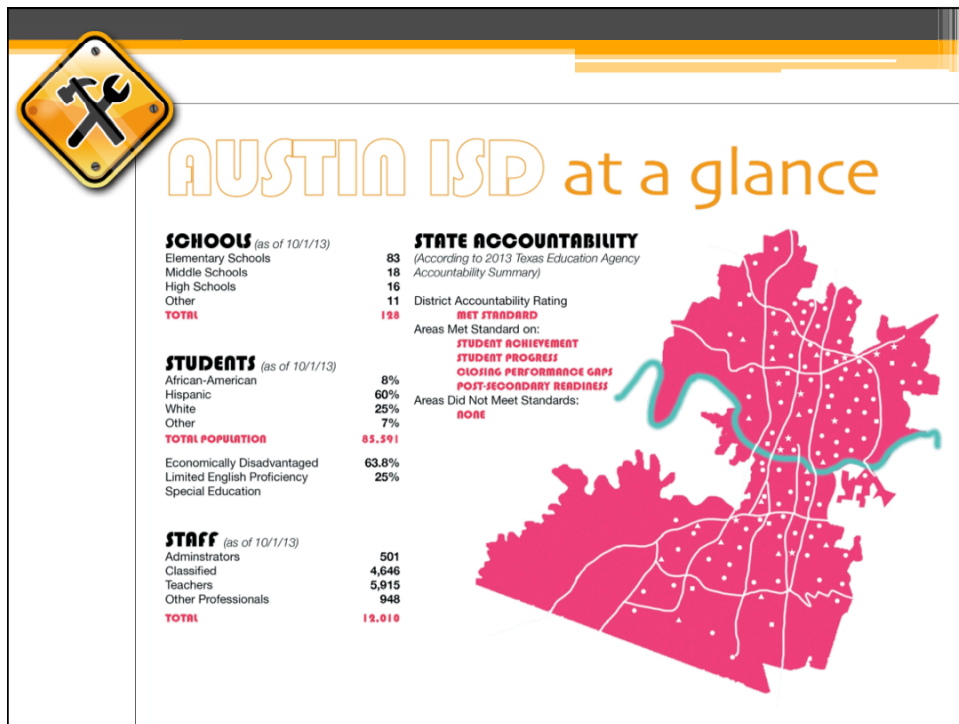 AUSTIN ISD at a glance
SCHOOLS (as of 10/1/13)
Elementary Schools 83
Middle Schools 18
High Schools 16
Other 11
TOTAL 128
STUDENTS (as of 10/1/13)
African-American 8%
Hispanic 60%
White 25%
Other 7%
TOTAL POPULATION 85,591
Economically Disadvantaged 63.8%
Limited English Proficiency 25%
Special Education
STAFF (as of 10/1/13)
Adminstrators 501
Classified 4,646
Teachers 5,915
Other Professionals 948
TOTAL 12,010
STATE ACCOUNTABILITY
(According to 2013 Texas Education Agency
Accountability Summary)
District Accountability Rating
MET STANDARD
Areas Met Standard on:
STUDENT ACHIEVEMENT
STUDENT PROGRESS
CLOSING PERFORMANCE GAPS
POST-SECONDARY READINESS
Areas Did Not Meet Standards:
NONE